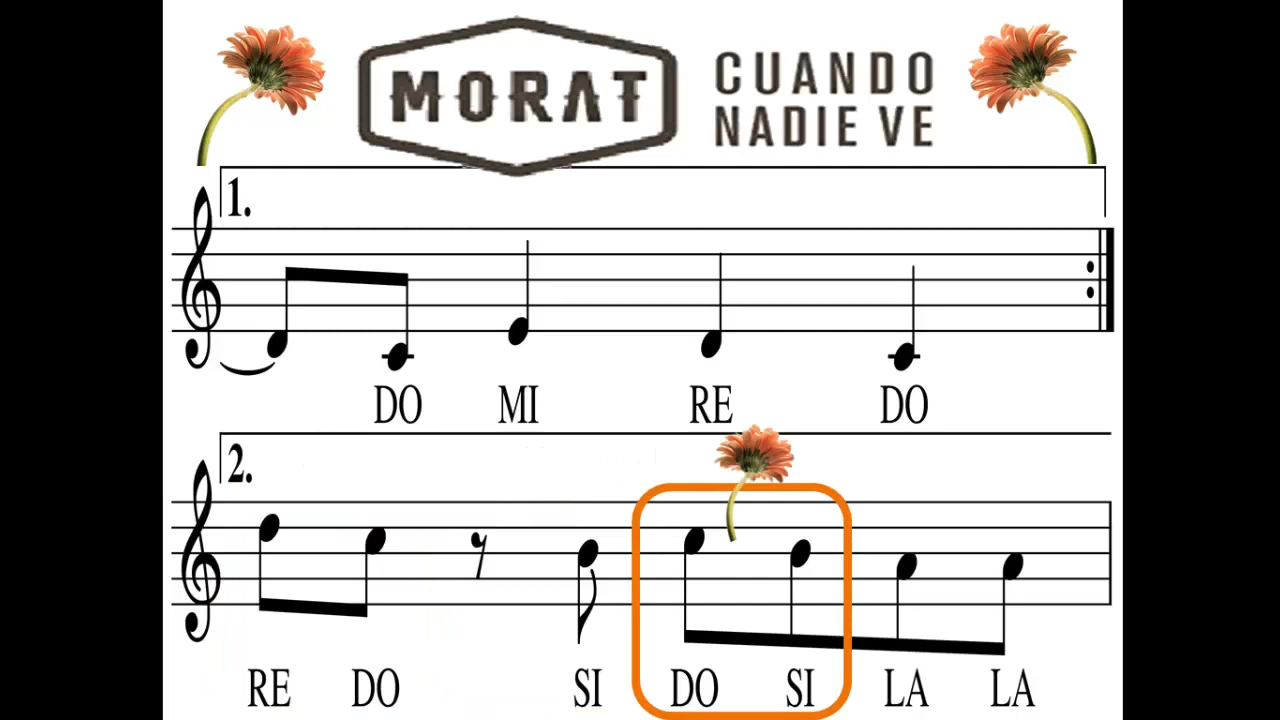 MORAT
CUANDO
NADIE VE
1.
DO MI RE DO
2.
RE DO SI DO SI LA LA